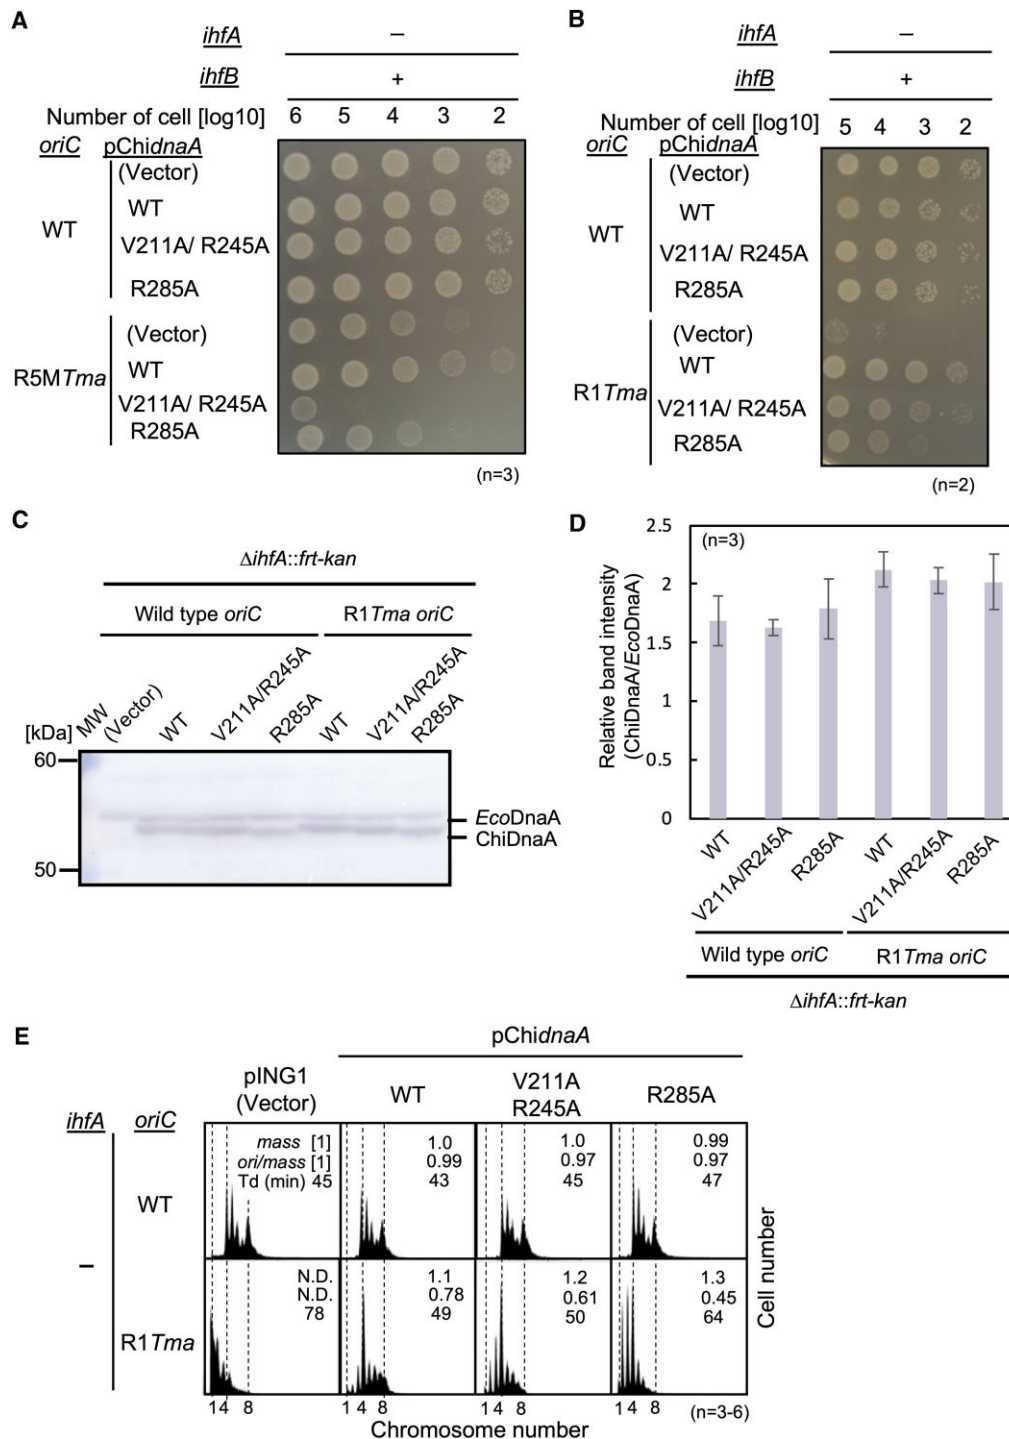 A
ihfA –
ihfB +
Number of cell [log10] 6 5 4 3 2
oriC pChidnaA
(Vector)
WT
WT
V211A/ R245A
R285A
(Vector)
WT
R5MTma
V211A/ R245A
R285A
(n=3)
B
ihfA –
ihfB +
Number of cell [log10] 5 4 3 2
oriC pChidnaA
(Vector)
WT
WT
V211A/ R245A
R285A
(Vector)
WT
R1Tma
V211A/ R245A
R285A
(n=2)
C
ΔihfA::frt-kan
Wild type oriC R1Tma oriC
[kDa] MW (Vector) WT V211A/R245A R285A WT V211A/R245A R285A
60
EcoDnaA
ChiDnaA
50
D
(n=3)
Relative band intensity
(ChiDnaA/EcoDnaA)
2.5
2
1.5
1
0.5
0
WT V211A/R245A R285A WT V211A/R245A R285A
Wild type oriC R1Tma oriC
ΔihfA::frt-kan
E
pChidnaA
pING1
(Vector)
WT
V211A
R245A
R285A
ihfA oriC
mass [1] 1.0 1.0 0.99
ori/mass [1] 0.99 0.97 0.97
Td (min) 45 43 45 47
WT
–
N.D. 1.1 1.2 1.3
N.D. 0.78 0.61 0.45
78 49 50 64
R1Tma
Cell number
1 4 8 1 4 8 1 4 8 1 4 8
(n=3-6)
Chromosome number